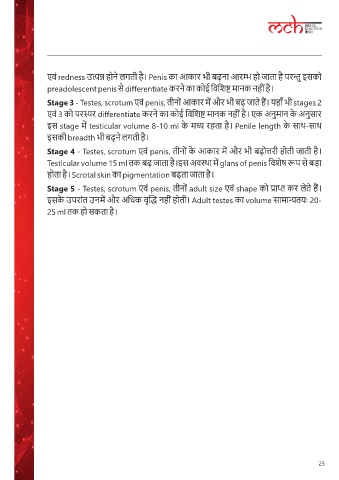 mch
एवं redness उत्पन्न होने लगती है। Penis का आकार भी बढ़ना आरम्भ हो जाता है परन्तु इसको
preadolescent penis से differentiate करने का कोई विशिष्ट मानक नहीं है।
Stage 3 - Testes, scrotum एवं penis, तीनों आकार में और भी बढ़ जाते हैं। यहाँ भी stages 2
एवं 3 को परस्पर differentiate करने का कोई विशिष्ट मानक नहीं है। एक अनुमान के अनुसार
इस stage में testicular volume 8-10 ml के मध्य रहता है। Penile length के साथ-साथ
इसकी breadth भी बढ़ने लगती है।
Stage 4 - Testes, scrotum एवं penis, तीनों के आकार में और भी बढ़ोत्तरी होती जाती है।
Testicular volume 15 ml तक बढ़ जाता है। इस अवस्था में glans of penis विशेष रूप से बड़ा
होता है। Scrotal skin का pigmentation बढ़ता जाता है।
Stage 5 - Testes, scrotum एवं penis, तीनों adult size एवं shape को प्राप्त कर लेते हैं।
इसके उपरांत उनमें और अधिक वृद्धि नहीं होती। Adult testes का volume सामान्यतयः 20-
25 ml तक हो सकता है।
25